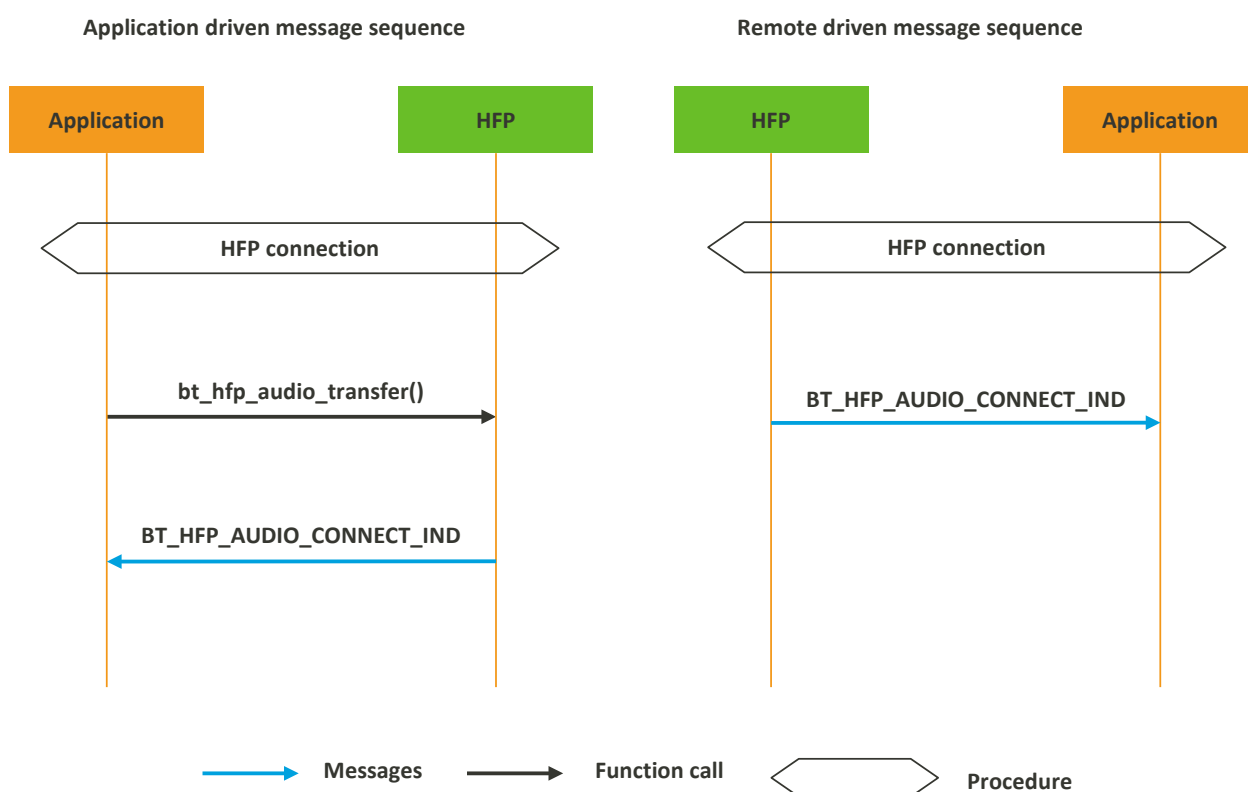 Application driven message sequence
Remote driven message sequence
Application
HFP
HFP
Application
HFP connection
HFP connection
bt_hfp_audio_transfer()
BT_HFP_AUDIO_CONNECT_IND
BT_HFP_AUDIO_CONNECT_IND
Messages
Function call
Procedure